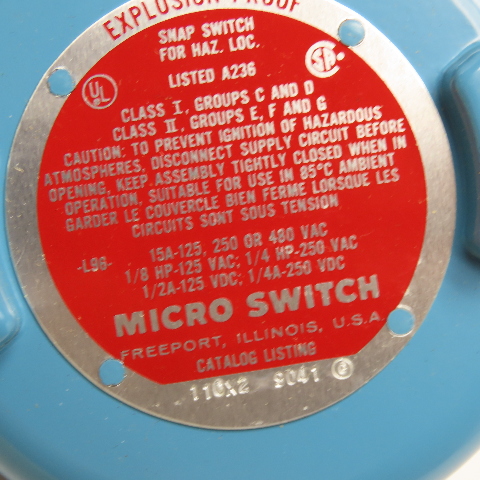 EXPLOSION PROOF
SNAP SWITCH
FOR HAZ. LOC.
UL
SA
LISTED A236
CLASS I, GROUPS C AND D
CLASS II, GROUPS E, F AND G
CAUTION: TO PREVENT IGNITION OF HAZARDOUS
ATMOSPHERES, DISCONNECT SUPPLY CIRCUIT BEFORE
OPENING, KEEP ASSEMBLY TIGHTLY CLOSED WHEN IN
OPERATION, SUITABLE FOR USE IN 85°C AMBIENT
GARDER LE COUVERCLE BIEN FERME LORSQUE LES
CIRCUITS SONT SOUS TENSION
-L96- 15A-125, 250 OR 480 VAC
1/8 HP-125 VAC; 1/4 HP-250 VAC
1/2A-125 VDC; 1/4A-250 VDC
MICRO SWITCH
FREEPORT, ILLINOIS, U.S.A.
CATALOG LISTING
9041